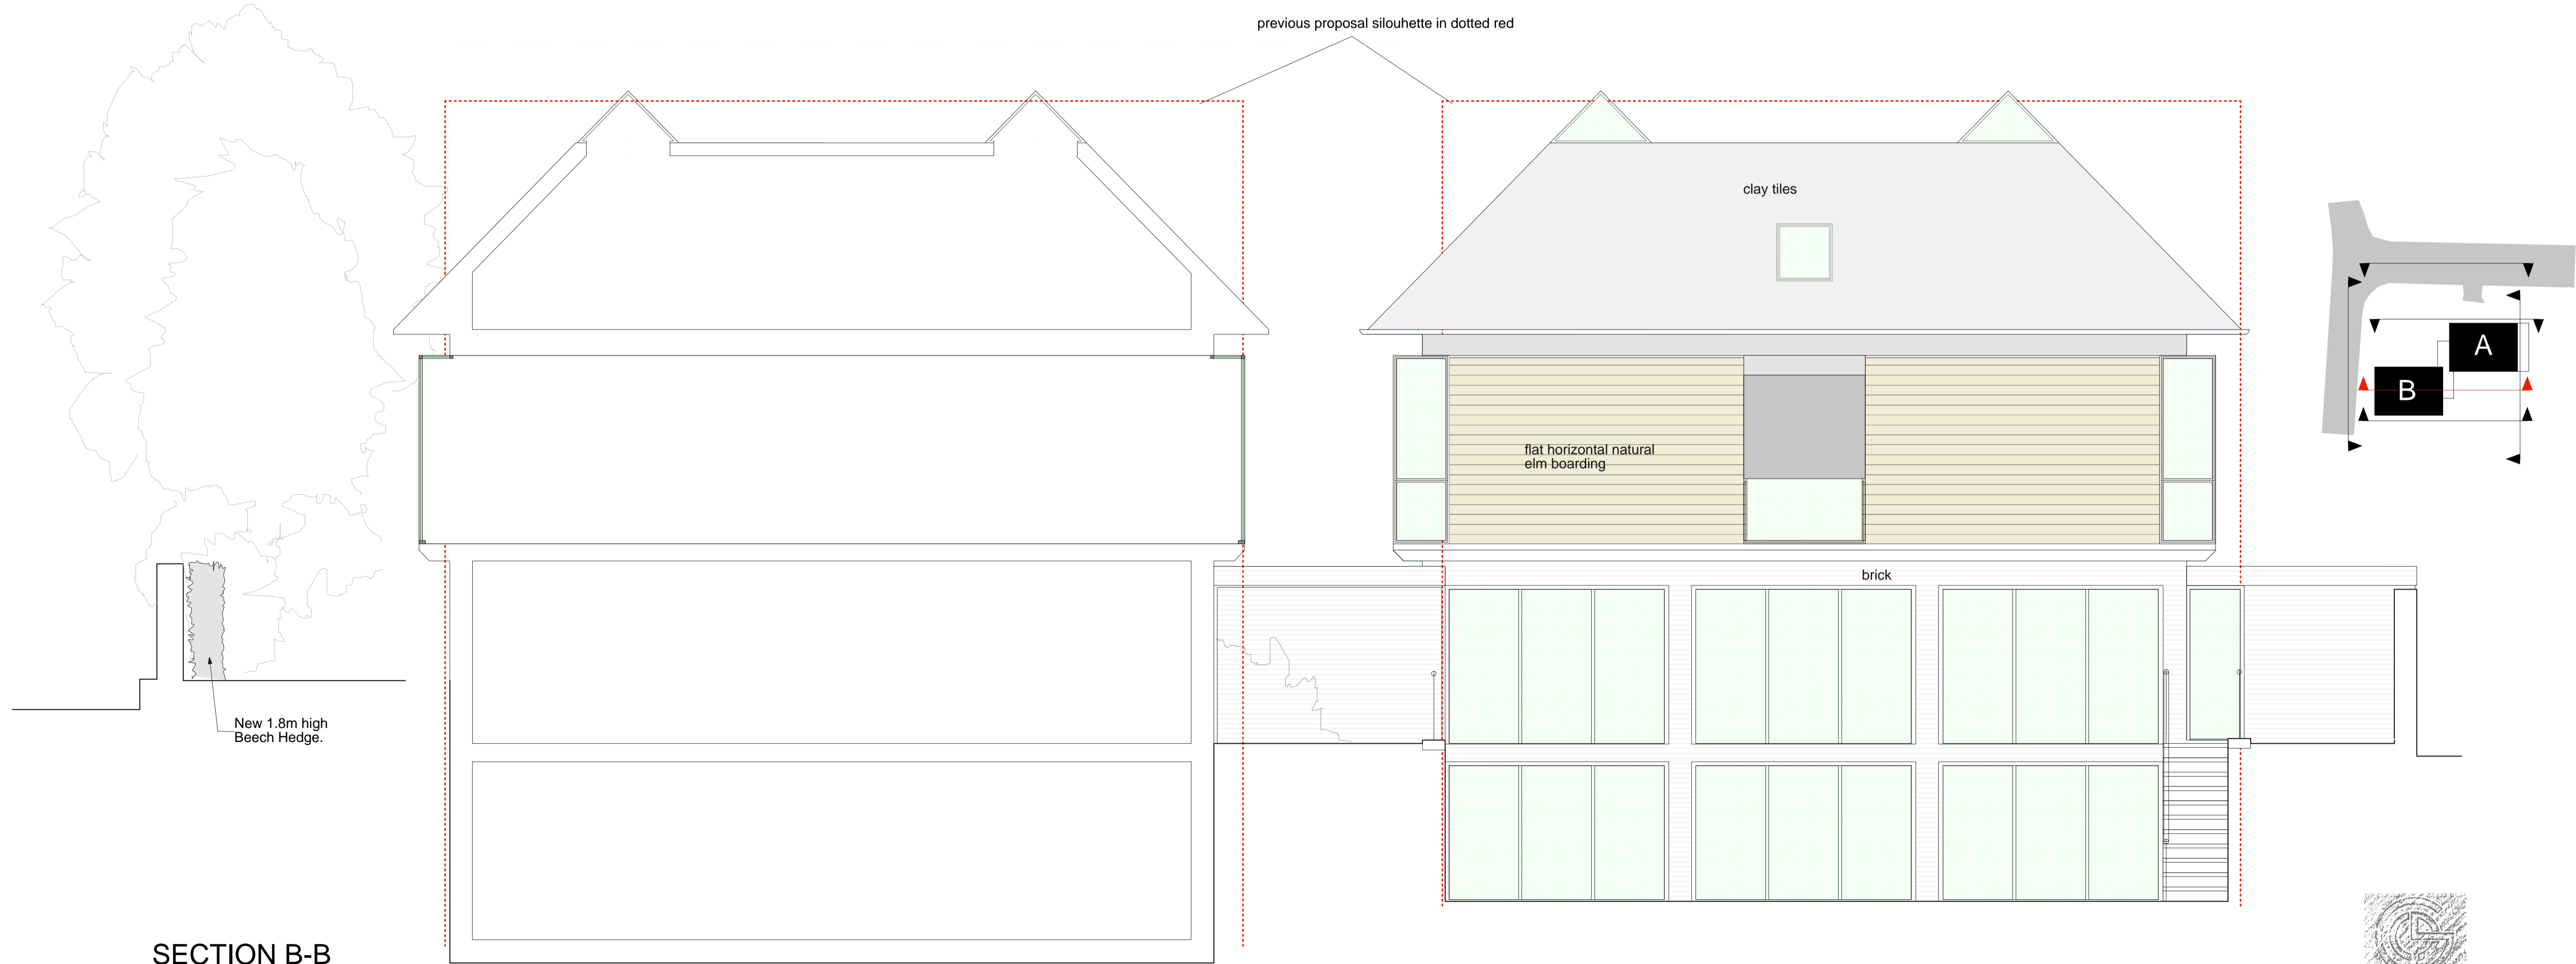 previous proposal silouhette in dotted red
clay tiles
A
B
flat horizontal natural
elm boarding
brick
New 1.8m high
Beech Hedge.
SECTION B-B